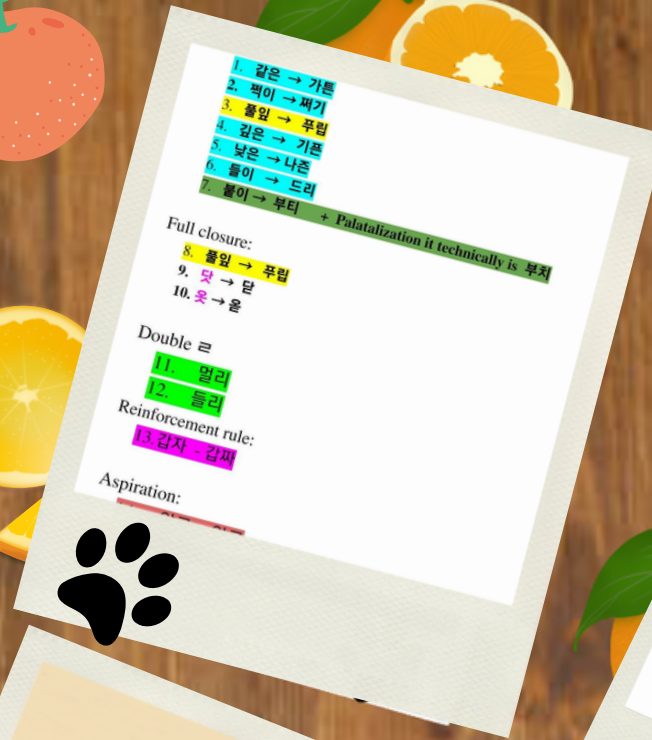 1. 같은 → 가튼
2. 쩍이 → 쩌기
3. 풀잎 → 푸립
4. 깊은 → 기픈
5. 낮은 → 나즌
6. 들이 → 드리
7. 붙이 → 부티 + Palatalization it technically is 부치
Full closure:
8. 풀잎 → 푸립
9. 닷 → 닫
10. 옷 → 옫
Double ㄹ
11. 멀리
12. 들리
Reinforcement rule:
13. 갑자 - 갑짜
Aspiration: